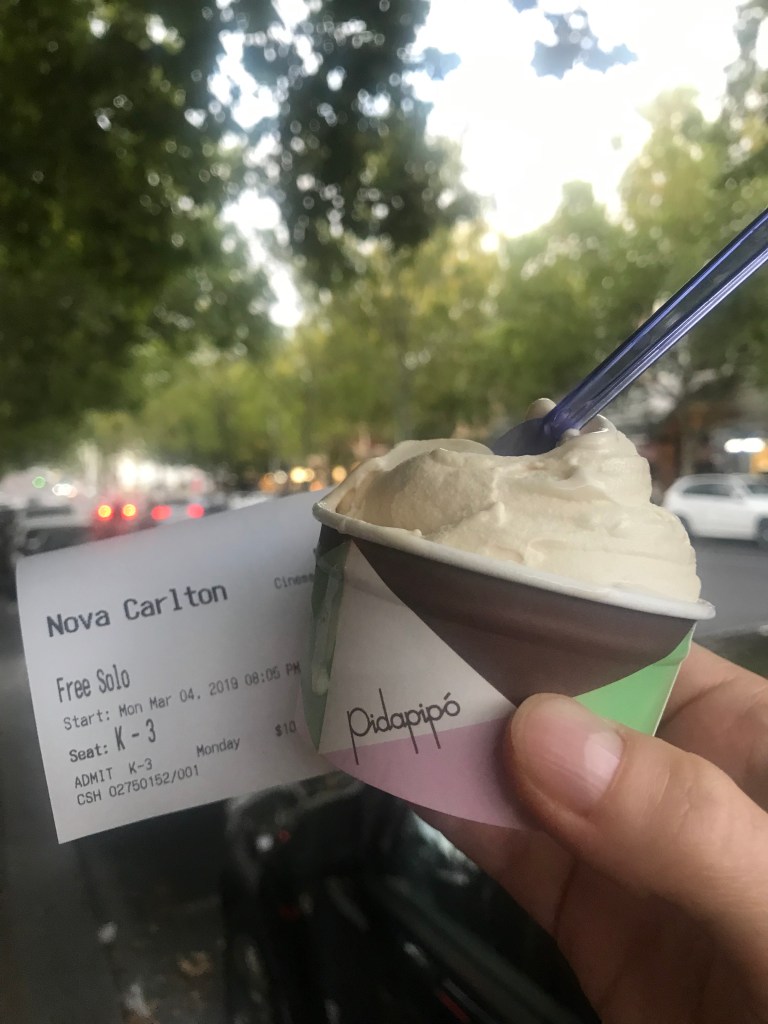 Nova Carlton
Cinema
Free Solo
Start: Mon Mar 04, 2019 08:05 PM
Seat: K-3
Monday $10
ADMIT K-3
CSH 02750152/001
Pidapipó